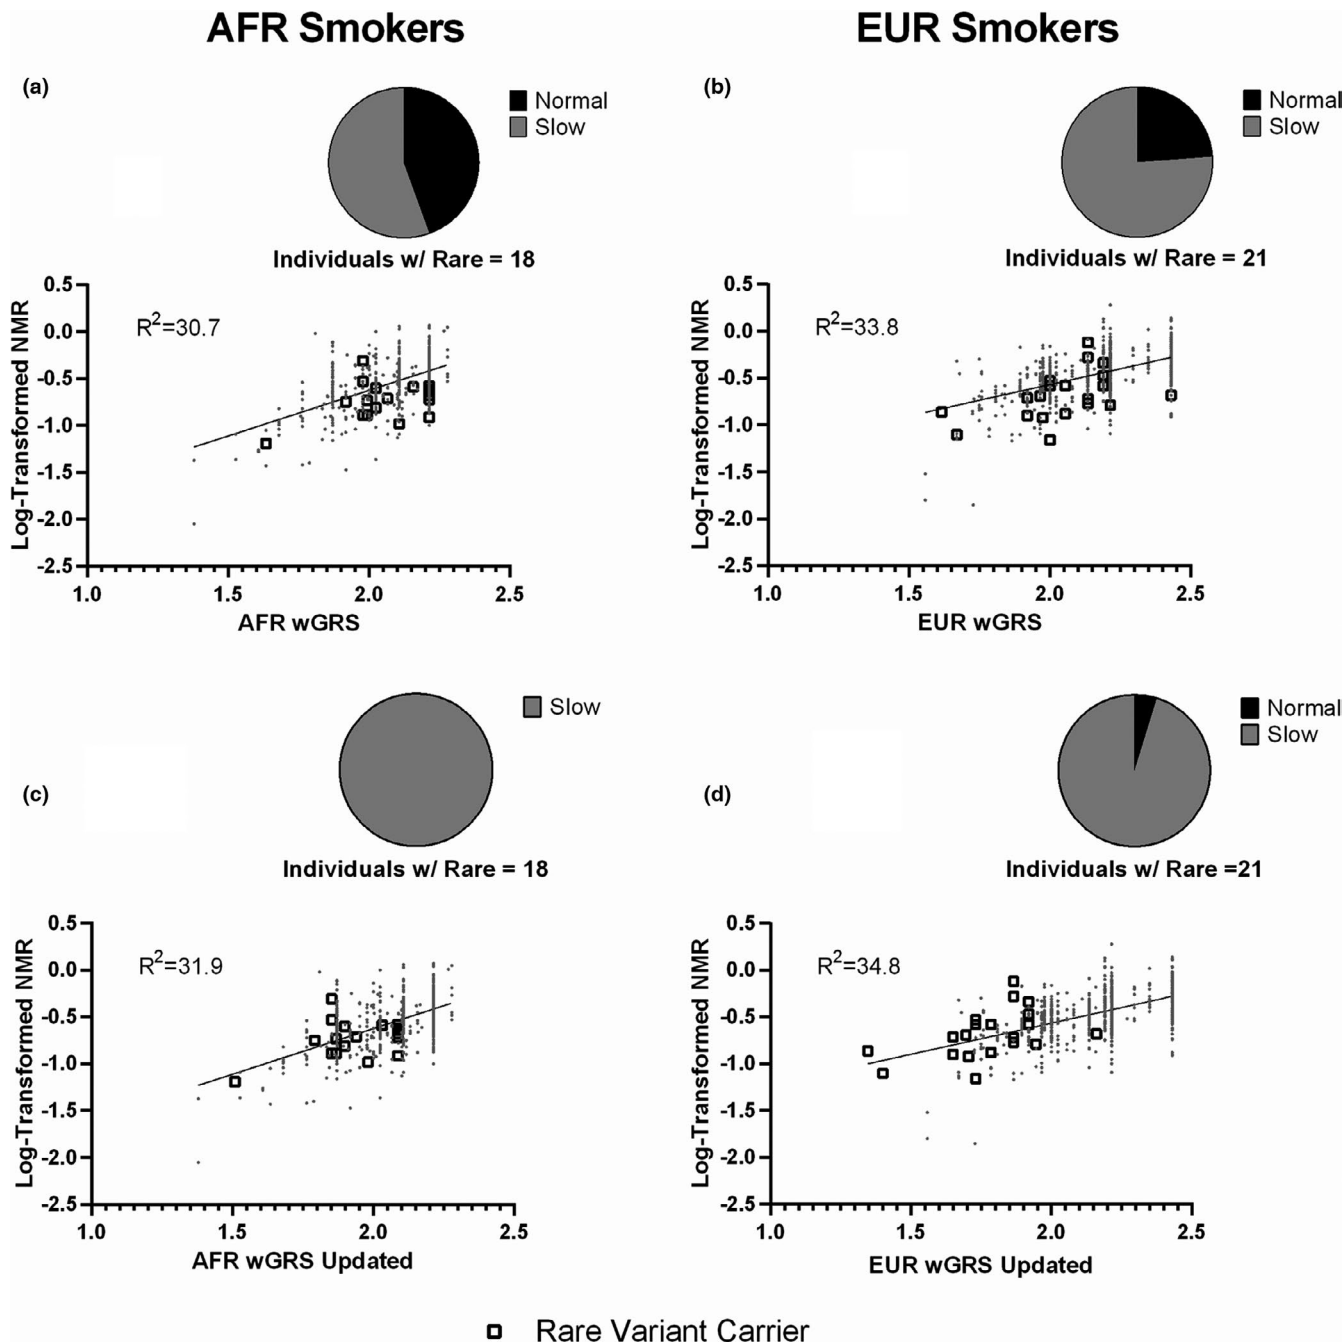 AFR Smokers
EUR Smokers
(a)
Normal
Slow
Individuals w/ Rare = 18
0.5
0.0
-0.5
-1.0
-1.5
-2.0
-2.5
Log-Transformed NMR
R2=30.7
1.0 1.5 2.0 2.5
AFR wGRS
(b)
Normal
Slow
Individuals w/ Rare = 21
0.5
0.0
-0.5
-1.0
-1.5
-2.0
-2.5
Log-Transformed NMR
R2=33.8
1.0 1.5 2.0 2.5
EUR wGRS
(c)
Slow
Individuals w/ Rare = 18
0.5
0.0
-0.5
-1.0
-1.5
-2.0
-2.5
Log-Transformed NMR
R2=31.9
1.0 1.5 2.0 2.5
AFR wGRS Updated
(d)
Normal
Slow
Individuals w/ Rare =21
0.5
0.0
-0.5
-1.0
-1.5
-2.0
-2.5
Log-Transformed NMR
R2=34.8
1.0 1.5 2.0 2.5
EUR wGRS Updated
Rare Variant Carrier